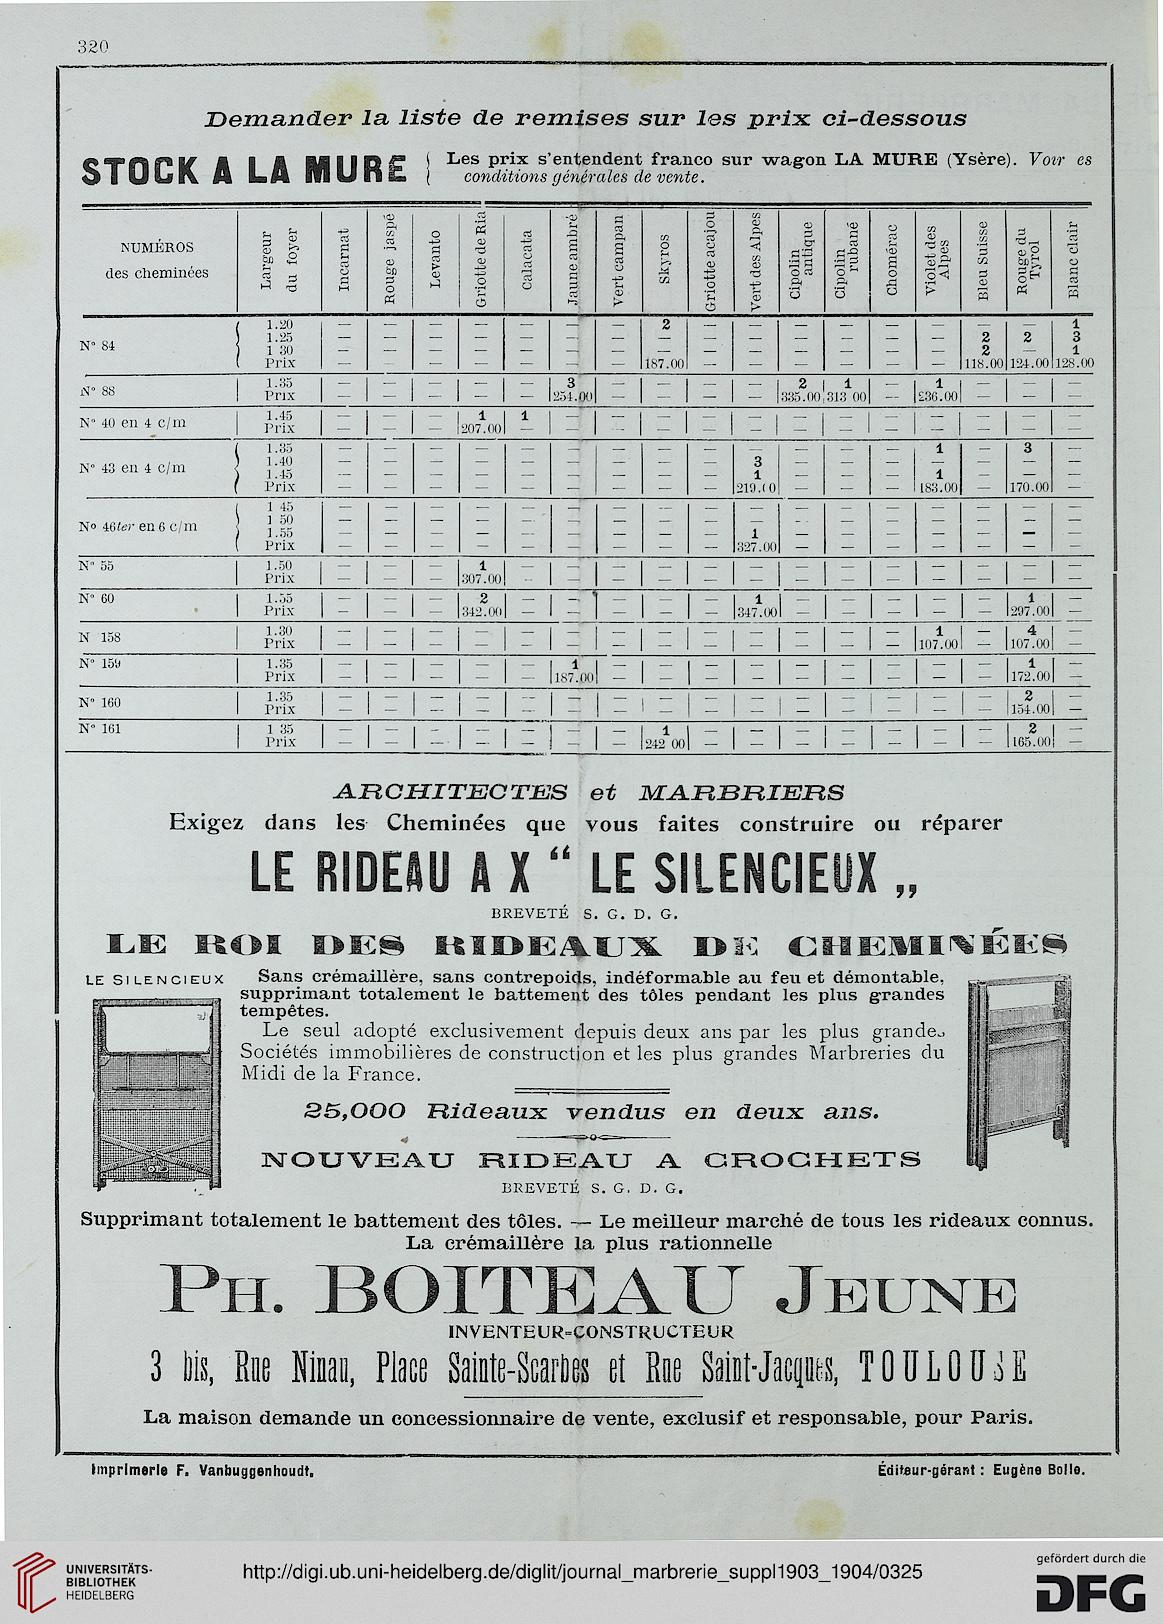 320
Demander la liste de remises sur les prix ci-dessous
STOCK A LA MURE { Les prix s'entendent franco sur wagon LA MURE (Ysère). Voir es
conditions générales de vente.
NUMÉROS des cheminées | Largeur du foyer | Incarnat | Rouge jaspé | Levanto | Griotte de Ria | Calacata | Jaune ambré | Vert campan | Skyros | Griotte acajou | Vert des Alpes | Cipolin antique | Cipolin rubané | Chomérac | Violet des Alpes | Bleu Suisse | Rouge du Tyrol | Blanc clair
N° 84 | 1.20 | — | — | — | — | — | — | — | 2 | — | — | — | — | — | — | — | — | 1
1.25 | — | — | — | — | — | — | — | — | — | — | — | — | — | — | 2 | 2 | 3
1 30 | — | — | — | — | — | — | — | — | — | — | — | — | — | — | 2 | — | 1
Prix | — | — | — | — | — | — | — | 187.00 | — | — | — | — | — | — | 118.00 | 124.00 | 128.00
N° 88 | 1.35 | — | — | — | — | — | 3 | — | — | — | — | 2 | 1 | — | 1 | — | — | —
Prix | — | — | — | — | — | 254.00 | — | — | — | — | 335.00 | 313 00 | — | 236.00 | — | — | —
N° 40 en 4 c/m | 1.45 | — | — | — | 1 | 1 | — | — | — | — | — | — | — | — | — | — | — | —
Prix | — | — | — | 207.00 | | — | — | — | — | — | — | — | — | — | — | — | —
N° 43 en 4 c/m | 1.35 | — | — | — | — | — | — | — | — | — | — | — | — | — | 1 | — | 3 | —
1.40 | — | — | — | — | — | — | — | — | — | 3 | — | — | — | — | — | — | —
1.45 | — | — | — | — | — | — | — | — | — | 1 | — | — | — | 1 | — | — | —
Prix | — | — | — | — | — | — | — | — | — | 219.00 | — | — | — | 183.00 | — | 170.00 | —
No 46ter en 6 c/m | 1 45 | — | — | — | — | — | — | — | — | — | — | — | — | — | — | — | — | —
1 50 | — | — | — | — | — | — | — | — | — | — | — | — | — | — | — | — | —
1.55 | — | — | — | — | — | — | — | — | — | 1 | — | — | — | — | — | — | —
Prix | — | — | — | — | — | — | — | — | — | 327.00 | — | — | — | — | — | — | —
N° 55 | 1.50 | — | — | — | 1 | — | — | — | — | — | — | — | — | — | — | — | — | —
Prix | — | — | — | 307.00 | — | — | — | — | — | — | — | — | — | — | — | — | —
N° 60 | 1.55 | — | — | — | 2 | — | — | — | — | — | 1 | — | — | — | — | — | 1 | —
Prix | — | — | — | 342.00 | — | — | — | — | — | 347.00 | — | — | — | — | — | 297.00 | —
N 158 | 1.30 | — | — | — | — | — | — | — | — | — | — | — | — | — | 1 | — | 4 | —
Prix | — | — | — | — | — | — | — | — | — | — | — | — | — | 107.00 | — | 107.00 | —
N° 159 | 1.35 | — | — | — | — | — | 1 | — | — | — | — | — | — | — | — | — | 1 | —
Prix | — | — | — | — | — | 187.00 | — | — | — | — | — | — | — | — | — | 172.00 | —
N° 160 | 1.35 | — | — | — | — | — | — | — | — | — | — | — | — | — | — | — | 2 | —
Prix | — | — | — | — | — | — | — | — | — | — | — | — | — | — | — | 154.00 | —
N° 161 | 1 35 | — | — | — | — | — | — | — | 1 | — | — | — | — | — | — | — | 2 | —
Prix | — | — | — | — | — | — | — | 242 00 | — | — | — | — | — | — | — | 165.00 | —
ARCHITECTES et MARBRIERS
Exigez dans les Cheminées que vous faites construire ou réparer
LE RIDEAU A X “ LE SILENCIEUX „
BREVETÉ S. G. D. G.
LE ROI DES RIDEAUX DE CHEMINÉES
LE SILENCIEUX
Sans crémaillère, sans contrepoids, indéformable au feu et démontable,
supprimant totalement le battement des tôles pendant les plus grandes
tempêtes.
Le seul adopté exclusivement depuis deux ans par les plus grandes
Sociétés immobilières de construction et les plus grandes Marbreries du
Midi de la France.
25,000 Rideaux vendus en deux ans.
NOUVEAU RIDEAU A CROCHETS
BREVETÉ S. G. D. G.
Supprimant totalement le battement des tôles. — Le meilleur marché de tous les rideaux connus.
La crémaillère la plus rationnelle
PH. BOITEAU JEUNE
INVENTEUR-CONSTRUCTEUR
3 bis, Rue Ninau, Place Sainte-Scarbes et Rue Saint-Jacques, TOULOUSE
La maison demande un concessionnaire de vente, exclusif et responsable, pour Paris.
Imprimerie F. Vanbuggenhoudt.
Éditeur-gérant : Eugène Bolle.
UNIVERSITÄTS-
BIBLIOTHEK
HEIDELBERG
http://digi.ub.uni-heidelberg.de/diglit/journal_marbrerie_suppl1903_1904/0325
gefördert durch die
DFG